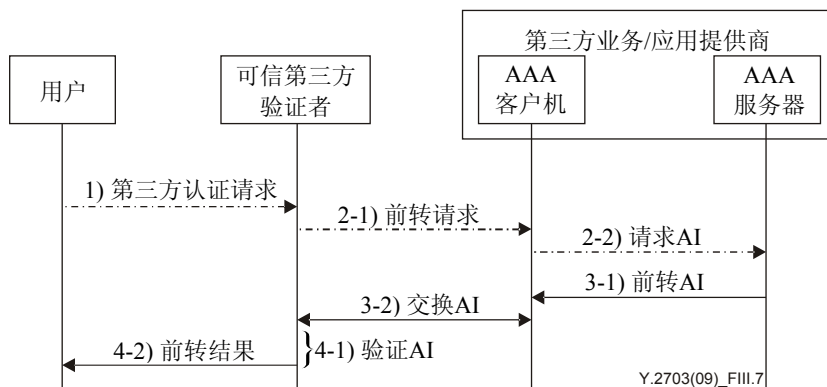 第三方业务/应用提供商
用户
可信第三方
验证者
AAA
客户机
AAA
服务器
1) 第三方认证请求
2-1) 前转请求
2-2) 请求AI
3-1) 前转AI
3-2) 交换AI
4-1) 验证AI
4-2) 前转结果
Y.2703(09)_FIII.7